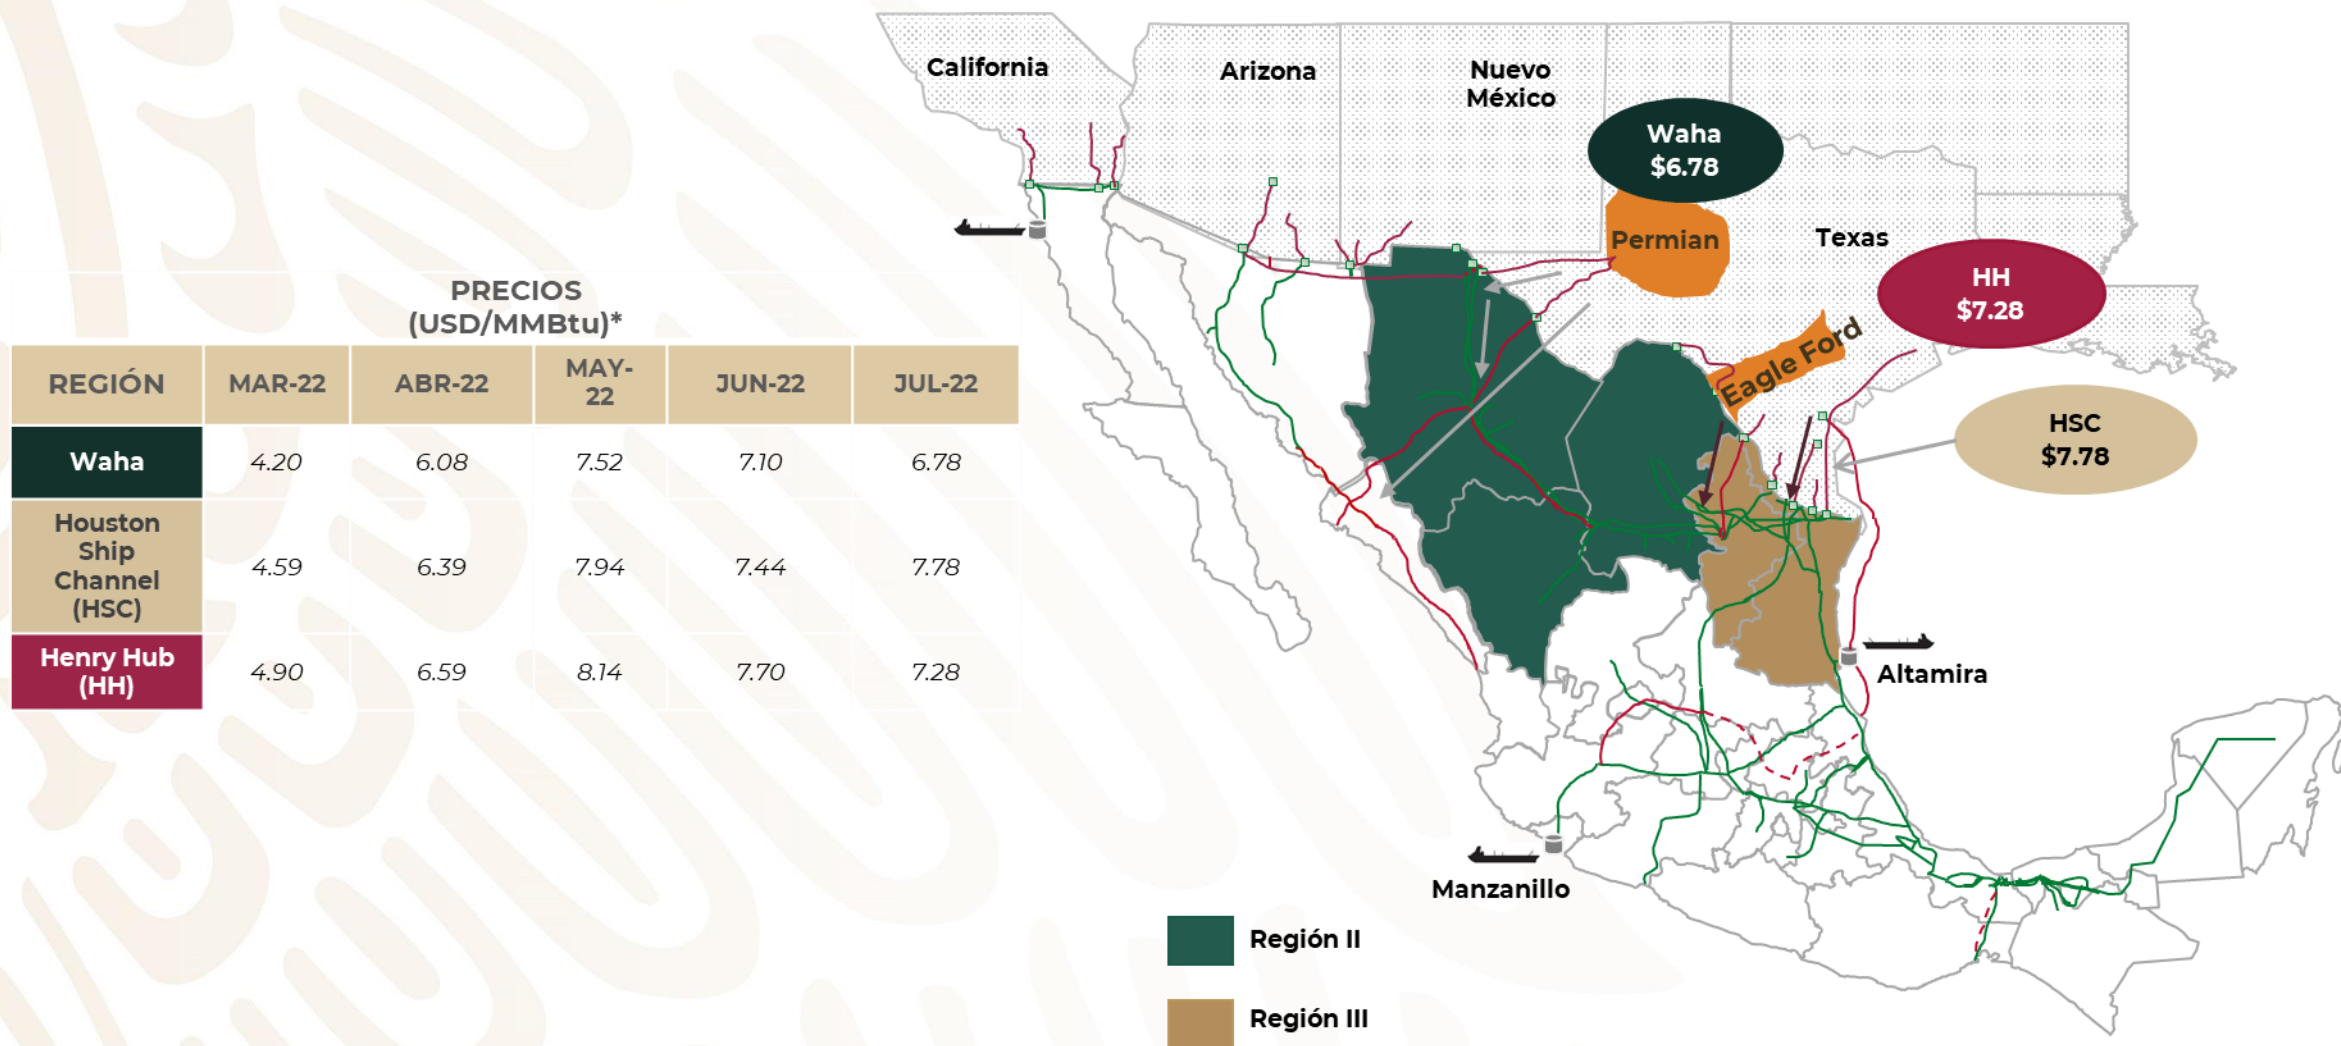 PRECIOS
(USD/MMBtu)*
REGIÓN MAR-22 ABR-22 MAY-
22 JUN-22 JUL-22
Waha 4.20 6.08 7.52 7.10 6.78
Houston
Ship
Channel
(HSC) 4.59 6.39 7.94 7.44 7.78
Henry Hub
(HH) 4.90 6.59 8.14 7.70 7.28
California
Arizona
Nuevo
México
Waha
$6.78
Permian
Texas
HH
$7.28
Eagle Ford
HSC
$7.78
Altamira
Manzanillo
Región II
Región III